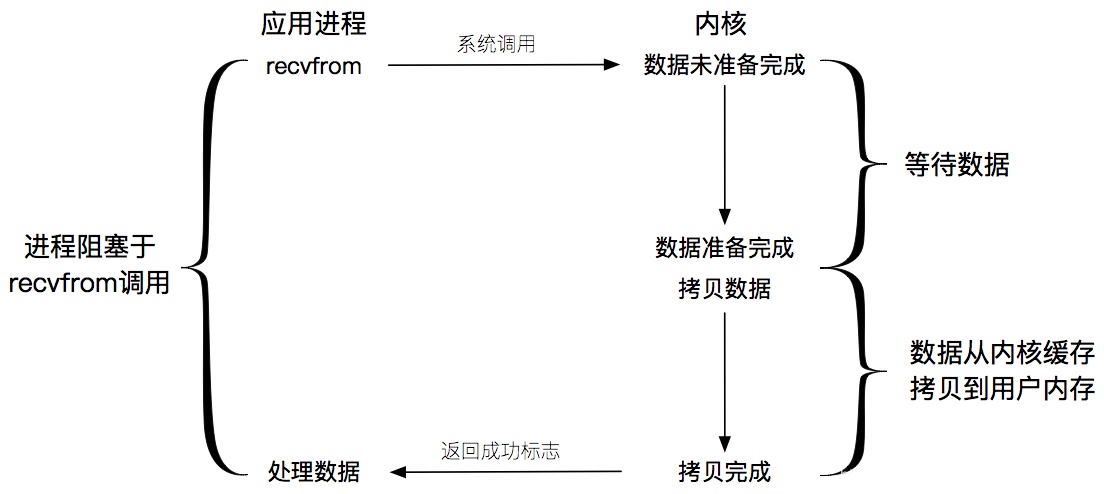 应用进程
内核
系统调用
recvfrom
数据未准备完成
等待数据
进程阻塞于
recvfrom调用
数据准备完成
拷贝数据
数据从内核缓存
拷贝到用户内存
返回成功标志
处理数据
拷贝完成